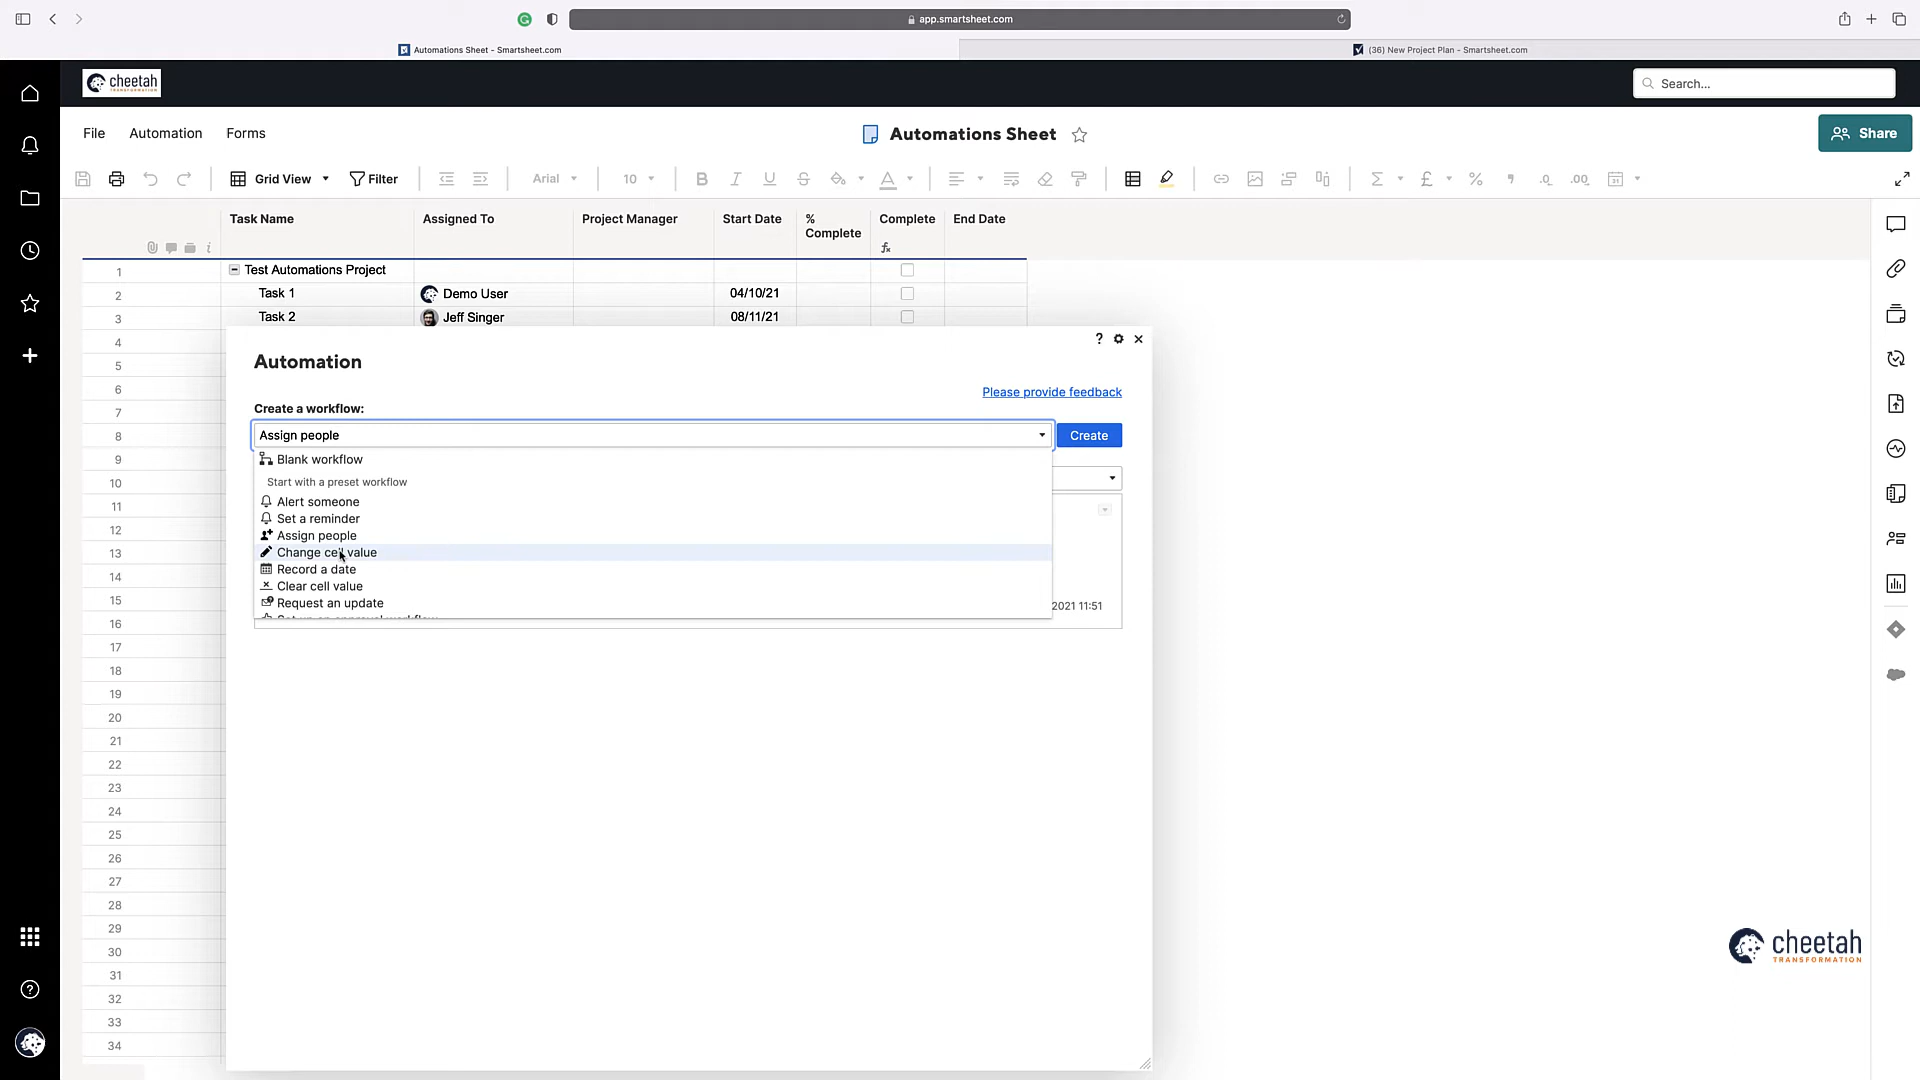 app.smartsheet.com
Automations Sheet - Smartsheet.com
(36) New Project Plan - Smartsheet.com
cheetah
TRANSFORMATION
Search...
File Automation Forms
Automations Sheet
Share
Grid View
Filter
Arial
10
Task Name
Assigned To
Project Manager
Start Date
%
Complete
Complete
End Date
1 Test Automations Project
2 Task 1 Demo User 04/10/21
3 Task 2 Jeff Singer 08/11/21
4
5
6
7
8
9
10
11
12
13
14
15
16
17
18
19
20
21
22
23
24
25
26
27
28
29
30
31
32
33
34
Automation
Please provide feedback
Create a workflow:
Assign people
Create
Blank workflow
Start with a preset workflow
Alert someone
Set a reminder
Assign people
Change cell value
Record a date
Clear cell value
Request an update
2021 11:51
cheetah
TRANSFORMATION